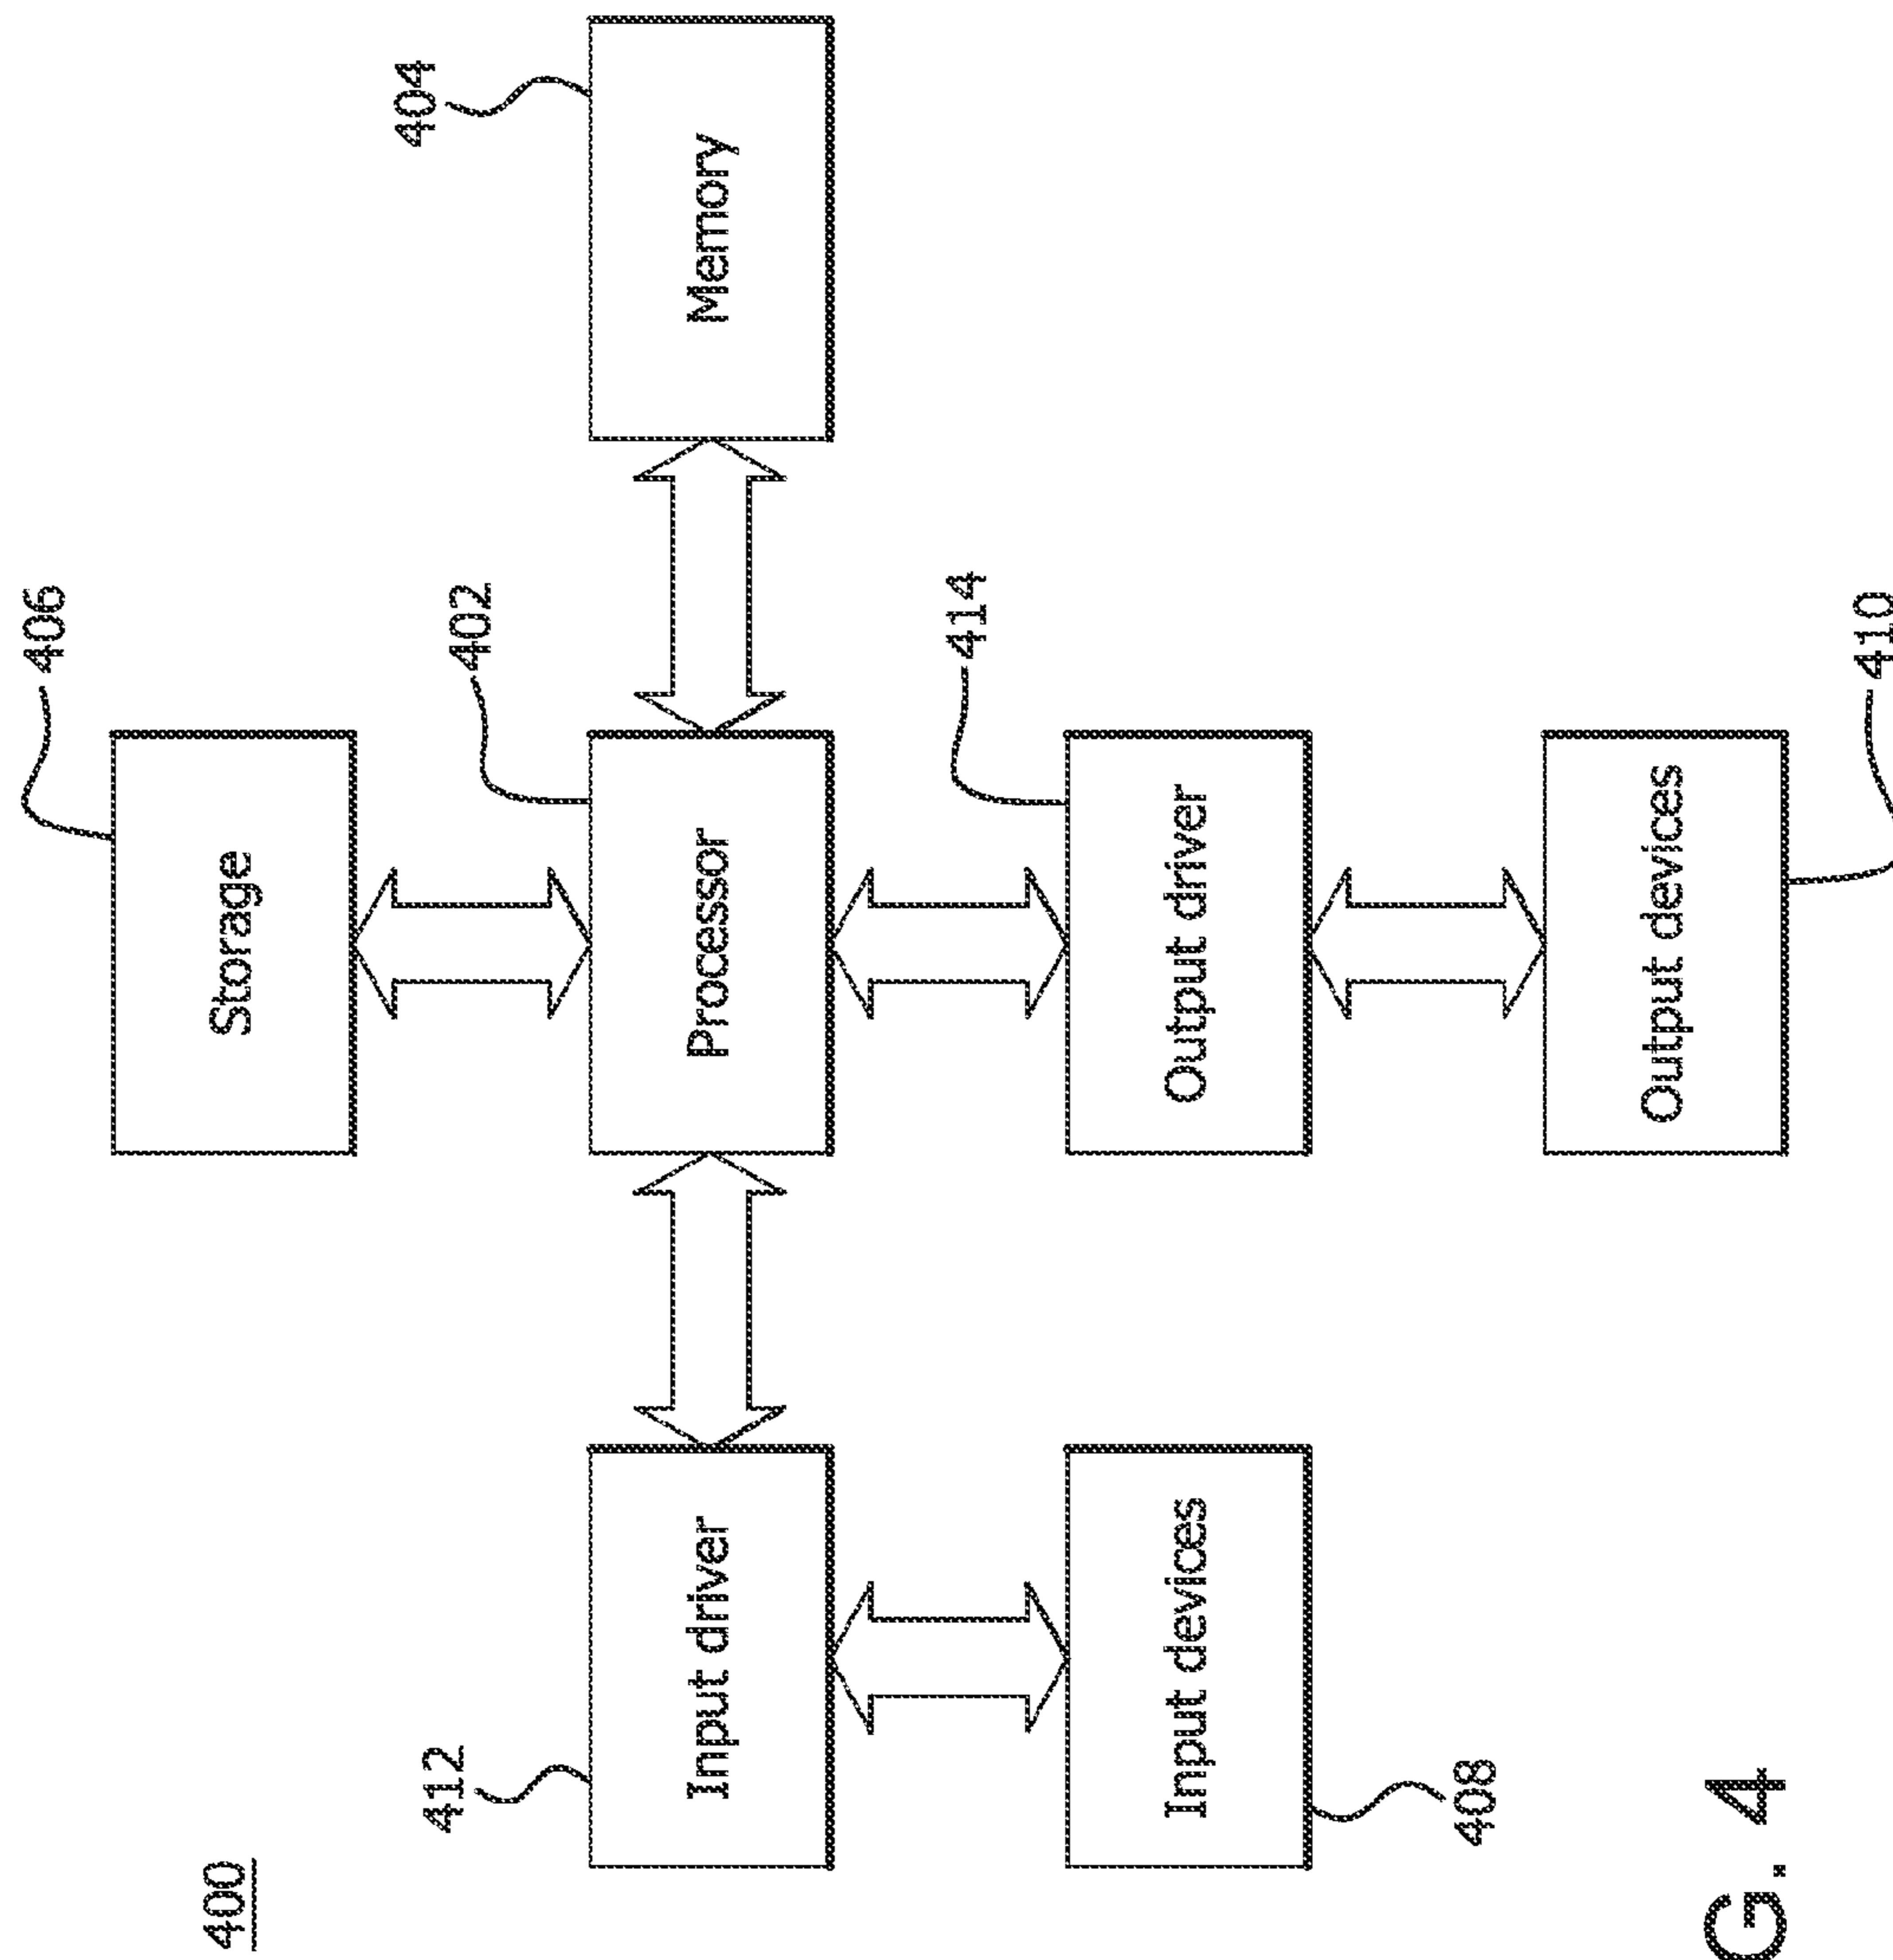 400
406
Storage
412
402
404
Input driver
Processor
Memory
414
Input devices
Output driver
408
Output devices
410
G. 4